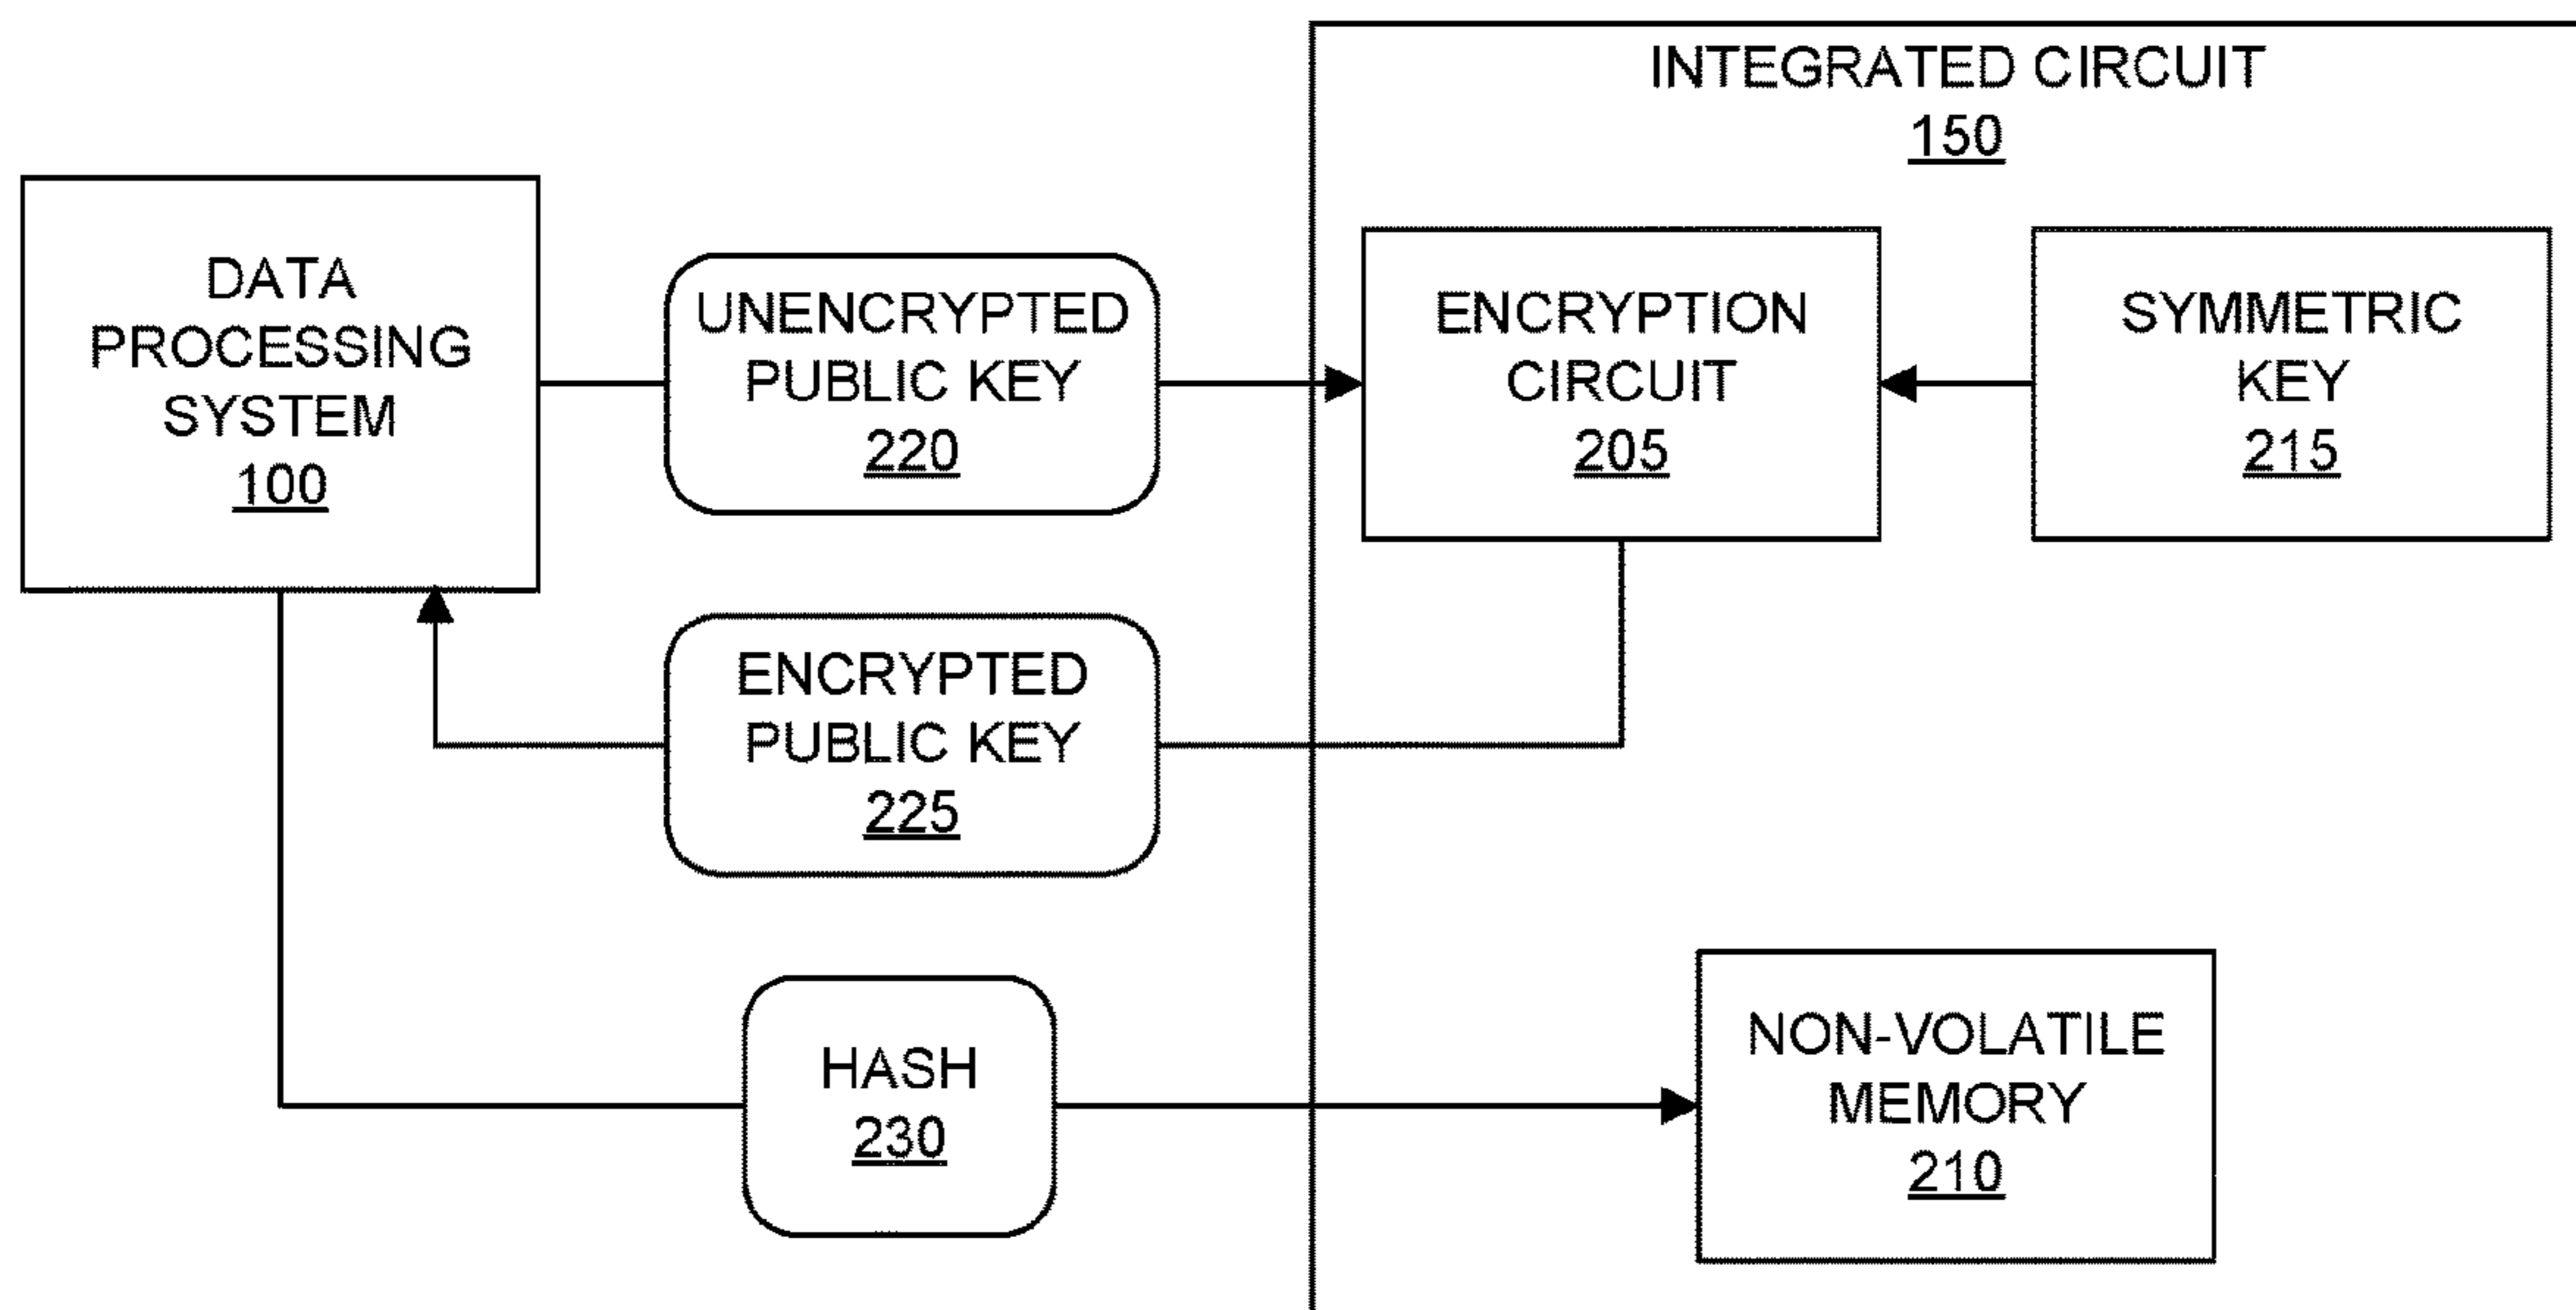 INTEGRATED CIRCUIT
150
DATA
PROCESSING
SYSTEM
100
UNENCRYPTED
PUBLIC KEY
220
ENCRYPTION
CIRCUIT
205
SYMMETRIC
KEY
215
ENCRYPTED
PUBLIC KEY
225
HASH
230
NON-VOLATILE
MEMORY
210